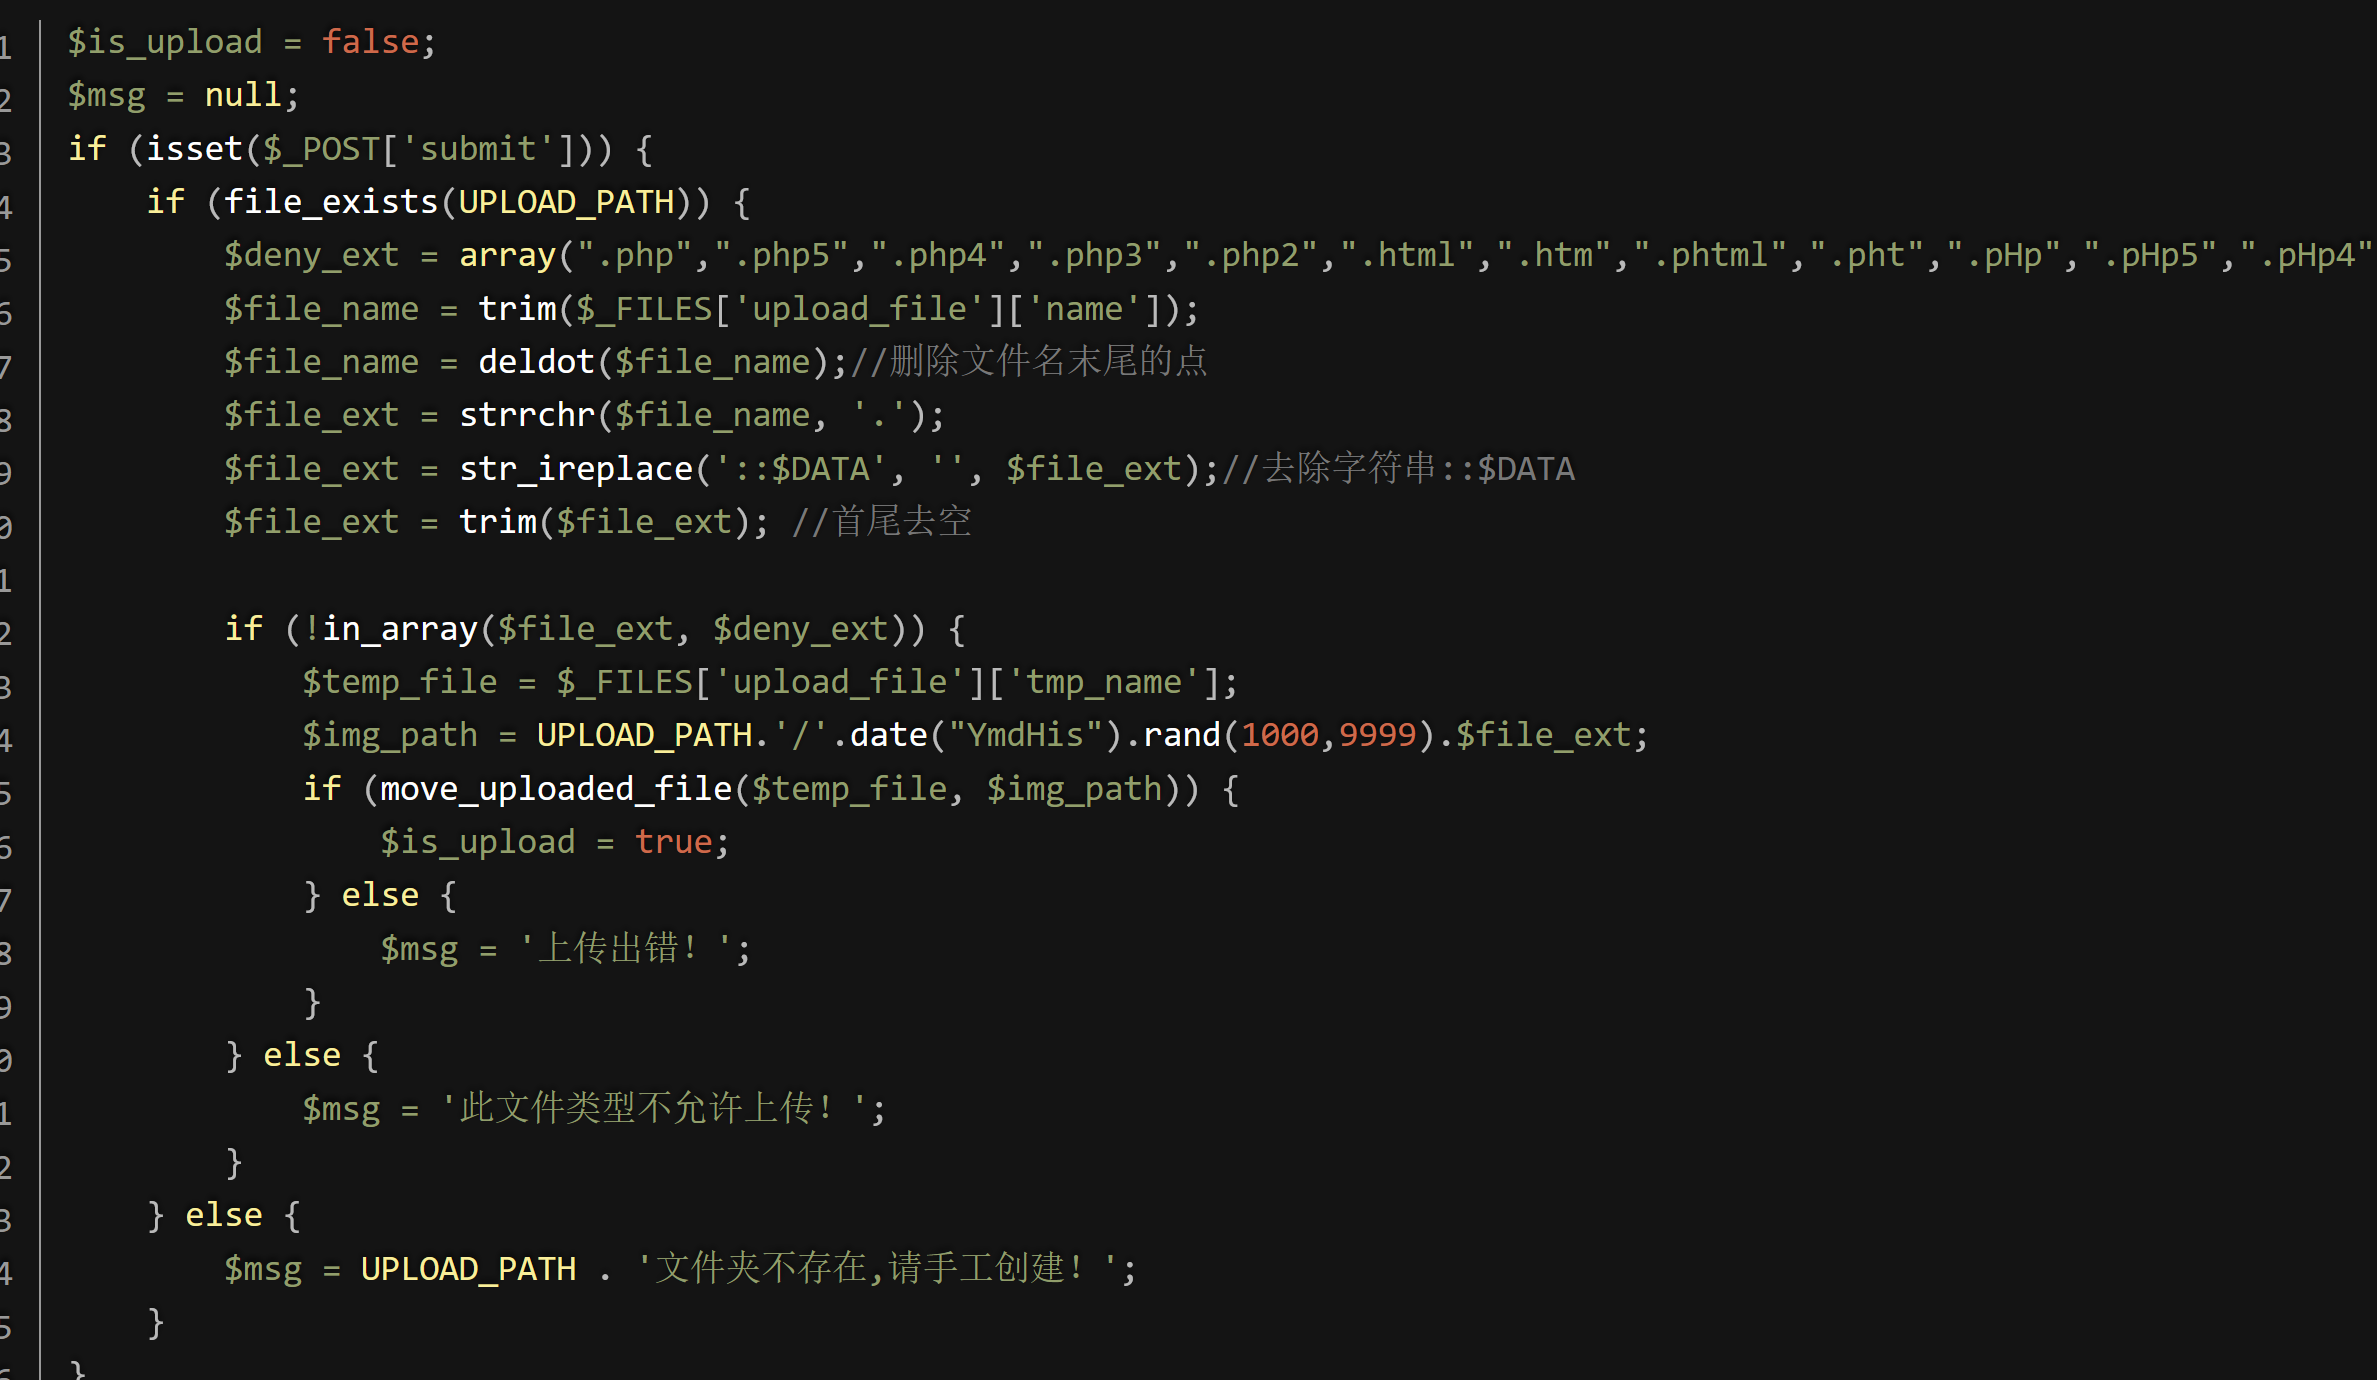 1 $is_upload = false;
2 $msg = null;
3 if (isset($_POST['submit'])) {
4     if (file_exists(UPLOAD_PATH)) {
5         $deny_ext = array(".php",".php5",".php4",".php3",".php2",".html",".htm",".phtml",".pht",".pHp",".pHp5",".pHp4"
6         $file_name = trim($_FILES['upload_file']['name']);
7         $file_name = deldot($file_name);//删除文件名末尾的点
8         $file_ext = strrchr($file_name, '.');
9         $file_ext = str_ireplace('::$DATA', '', $file_ext);//去除字符串::$DATA
0         $file_ext = trim($file_ext); //首尾去空
1
2         if (!in_array($file_ext, $deny_ext)) {
3             $temp_file = $_FILES['upload_file']['tmp_name'];
4             $img_path = UPLOAD_PATH.'/'.date("YmdHis").rand(1000,9999).$file_ext;
5             if (move_uploaded_file($temp_file, $img_path)) {
6                 $is_upload = true;
7             } else {
8                 $msg = '上传出错！';
9             }
0         } else {
1             $msg = '此文件类型不允许上传！';
2         }
3     } else {
4         $msg = UPLOAD_PATH . '文件夹不存在,请手工创建！';
5     }
6 }